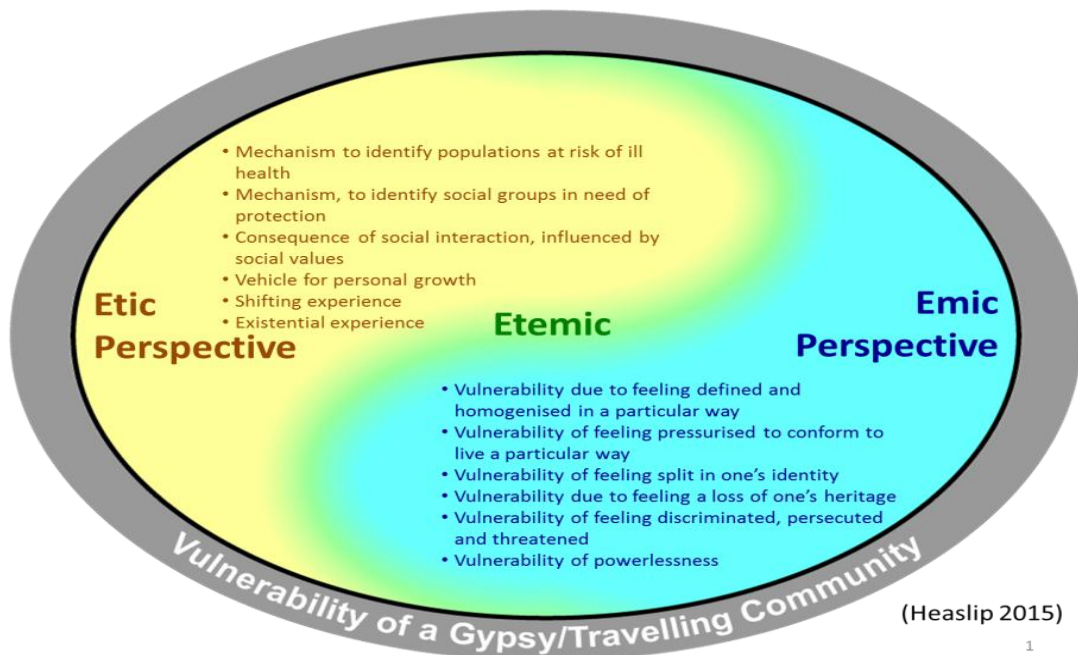 • Mechanism to identify populations at risk of ill
health
• Mechanism, to identify social groups in need of
protection
• Consequence of social interaction, influenced by
social values
• Vehicle for personal growth
• Shifting experience
• Existential experience
Etic
Perspective
Etemic
Emic
Perspective
• Vulnerability due to feeling defined and
homogenised in a particular way
• Vulnerability of feeling pressurised to conform to
live a particular way
• Vulnerability of feeling split in one's identity
• Vulnerability due to feeling a loss of one's heritage
• Vulnerability of feeling discriminated, persecuted
and threatened
• Vulnerability of powerlessness
Vulnerability of a Gypsy/Travelling Community
(Heaslip 2015)
1